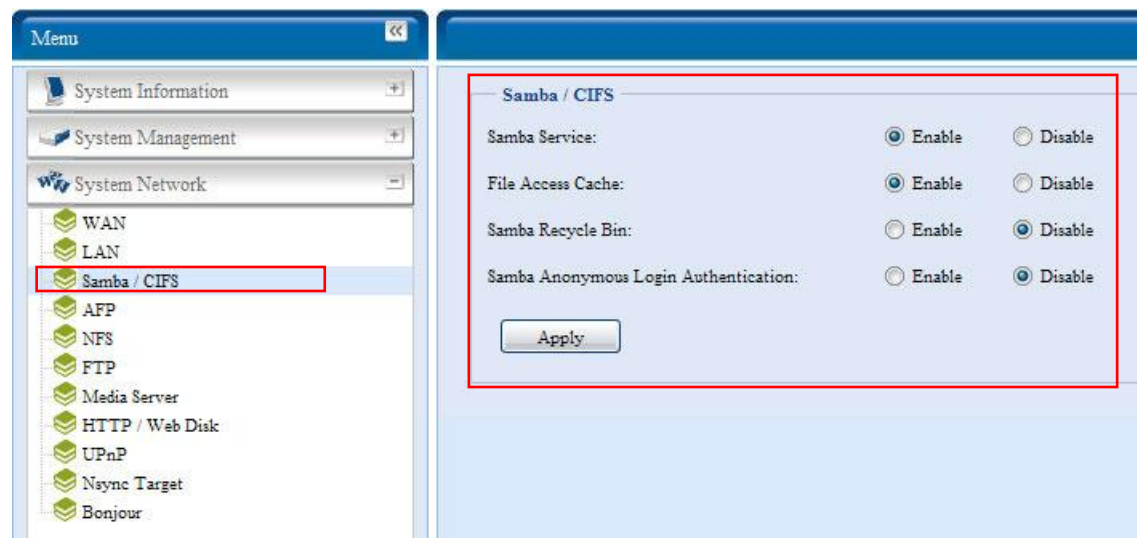 Menu
System Information
System Management
System Network
WAN
LAN
Samba / CIFS
AFP
NFS
FTP
Media Server
HTTP / Web Disk
UPnP
Nsync Target
Bonjour
Samba / CIFS
Samba Service: Enable Disable
File Access Cache: Enable Disable
Samba Recycle Bin: Enable Disable
Samba Anonymous Login Authentication: Enable Disable
Apply